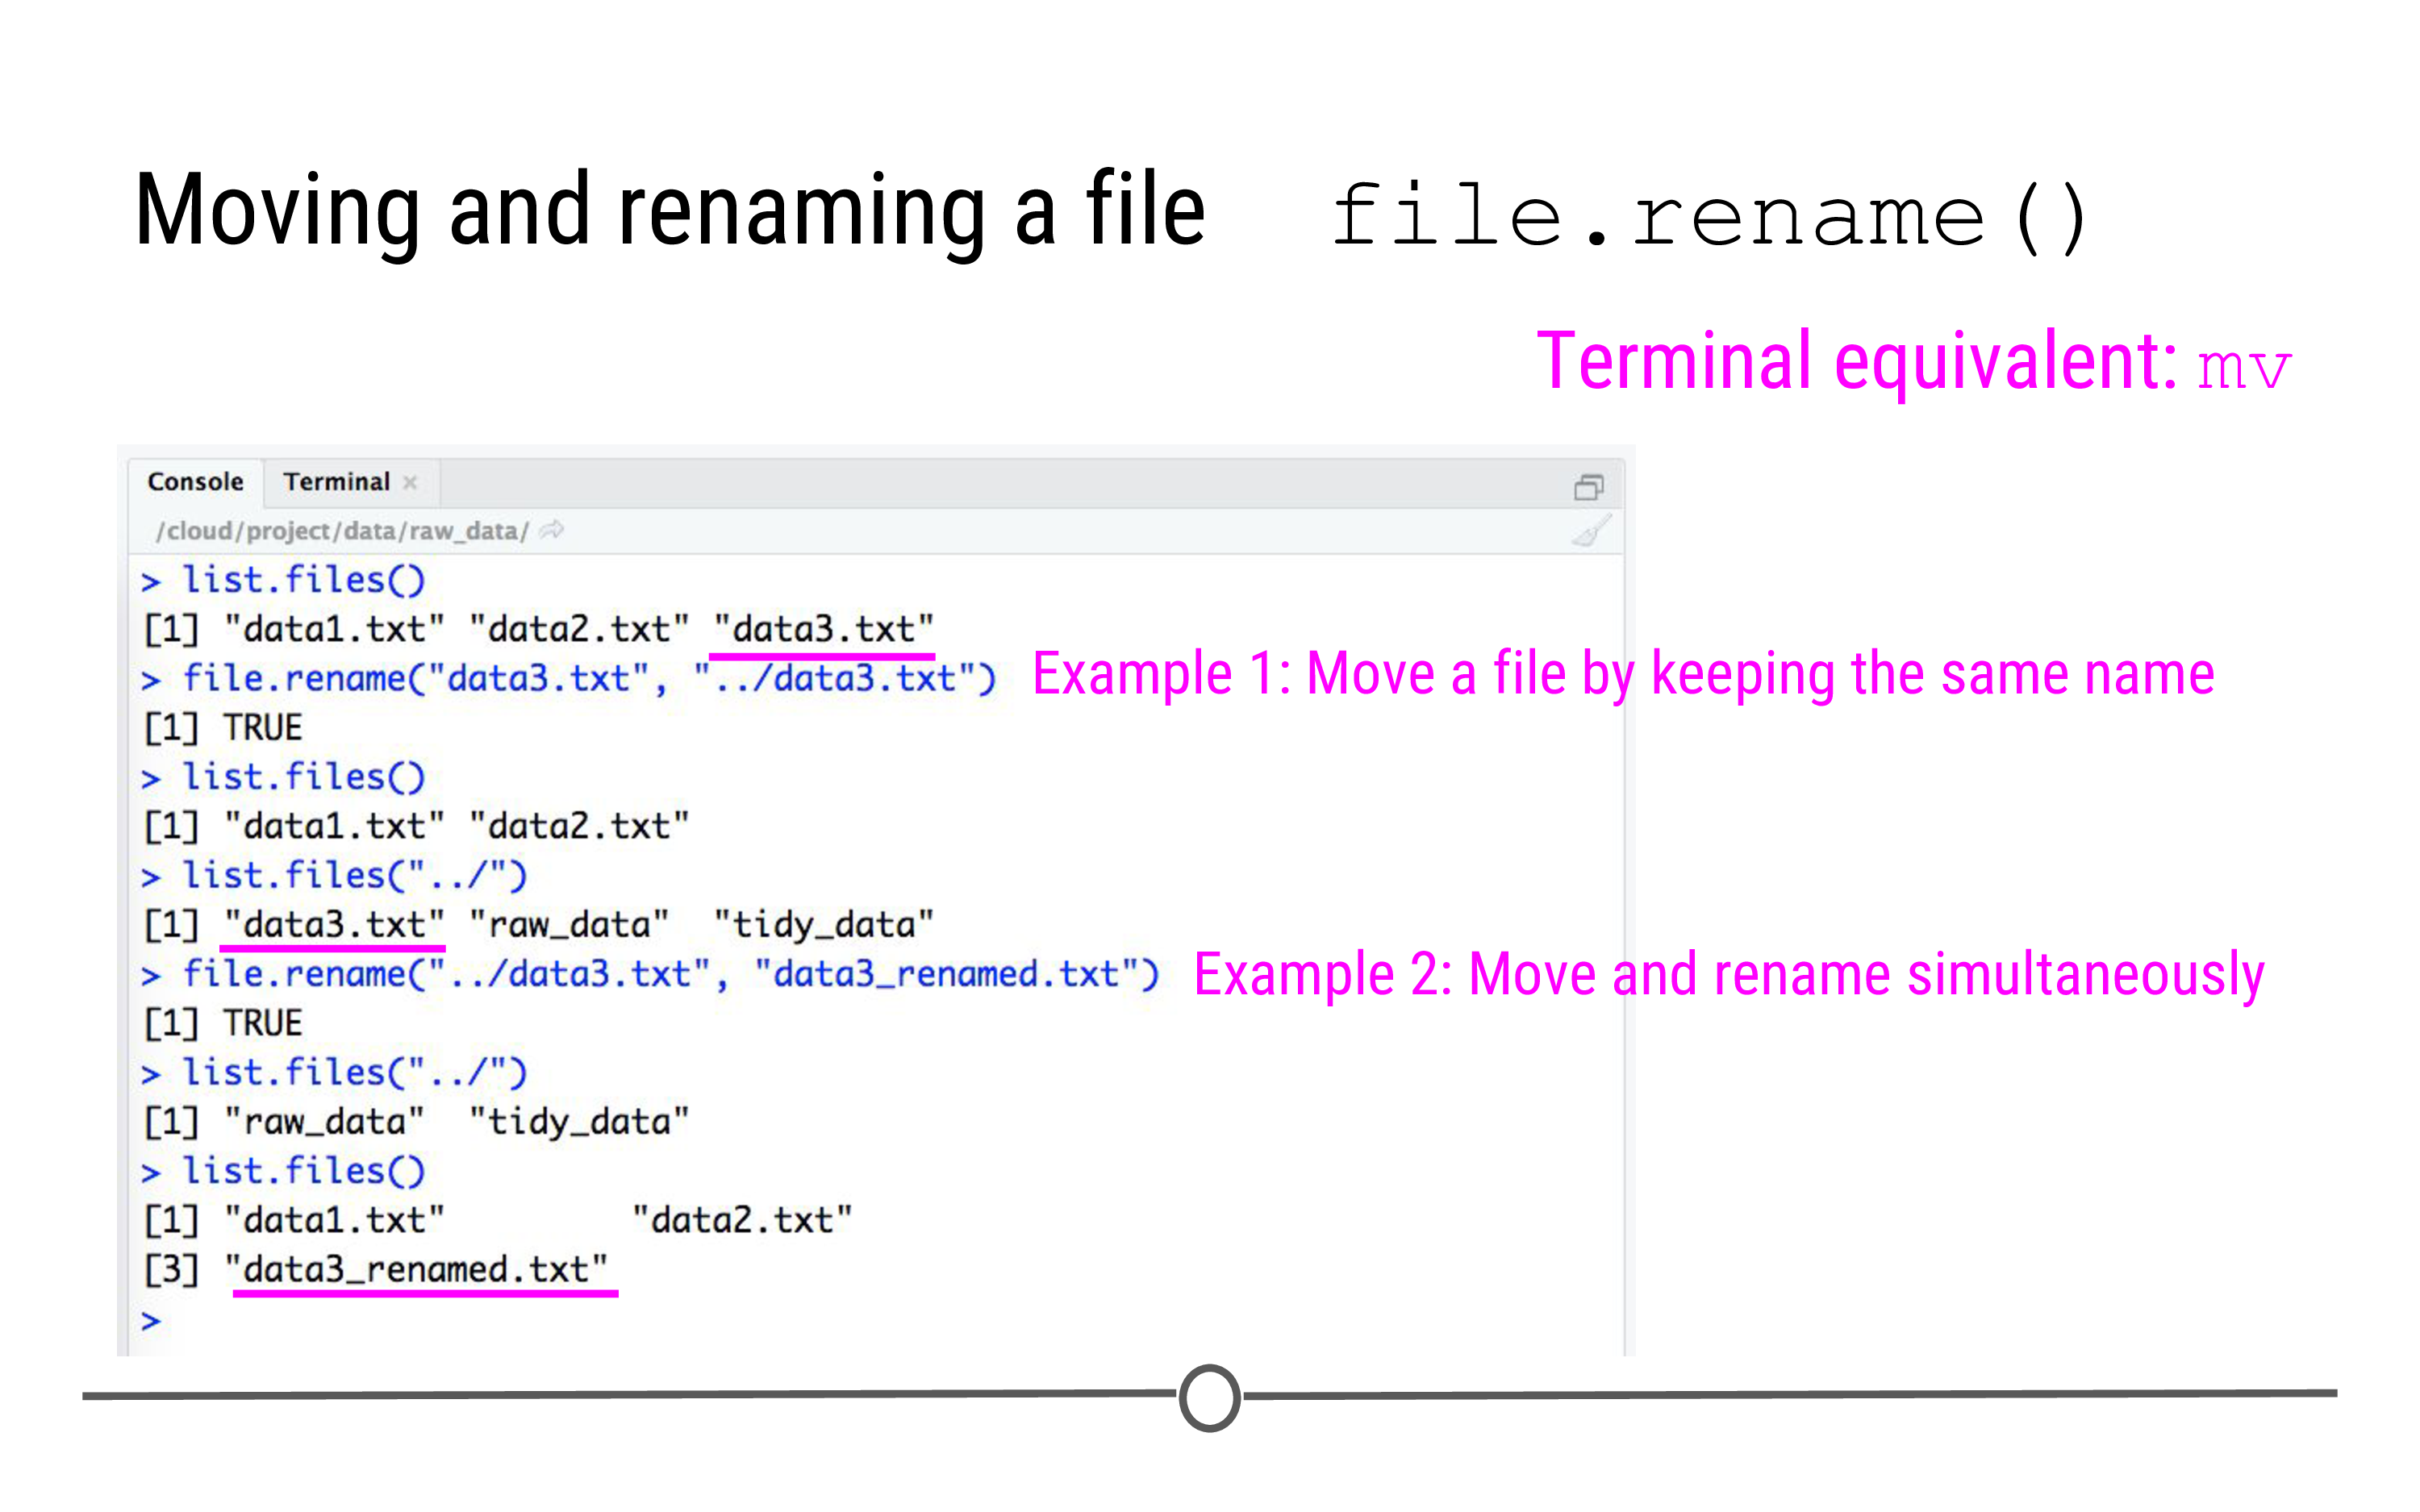 Moving and renaming a file file.rename()
Terminal equivalent: mv
Console Terminal ×
/cloud/project/data/raw_data/
> list.files()
[1] "data1.txt" "data2.txt" "data3.txt"
> file.rename("data3.txt", "../data3.txt") Example 1: Move a file by keeping the same name
[1] TRUE
> list.files()
[1] "data1.txt" "data2.txt"
> list.files("../")
[1] "data3.txt" "raw_data"  "tidy_data"
> file.rename("../data3.txt", "data3_renamed.txt") Example 2: Move and rename simultaneously
[1] TRUE
> list.files("../")
[1] "raw_data"  "tidy_data"
> list.files()
[1] "data1.txt"         "data2.txt"
[3] "data3_renamed.txt"
>